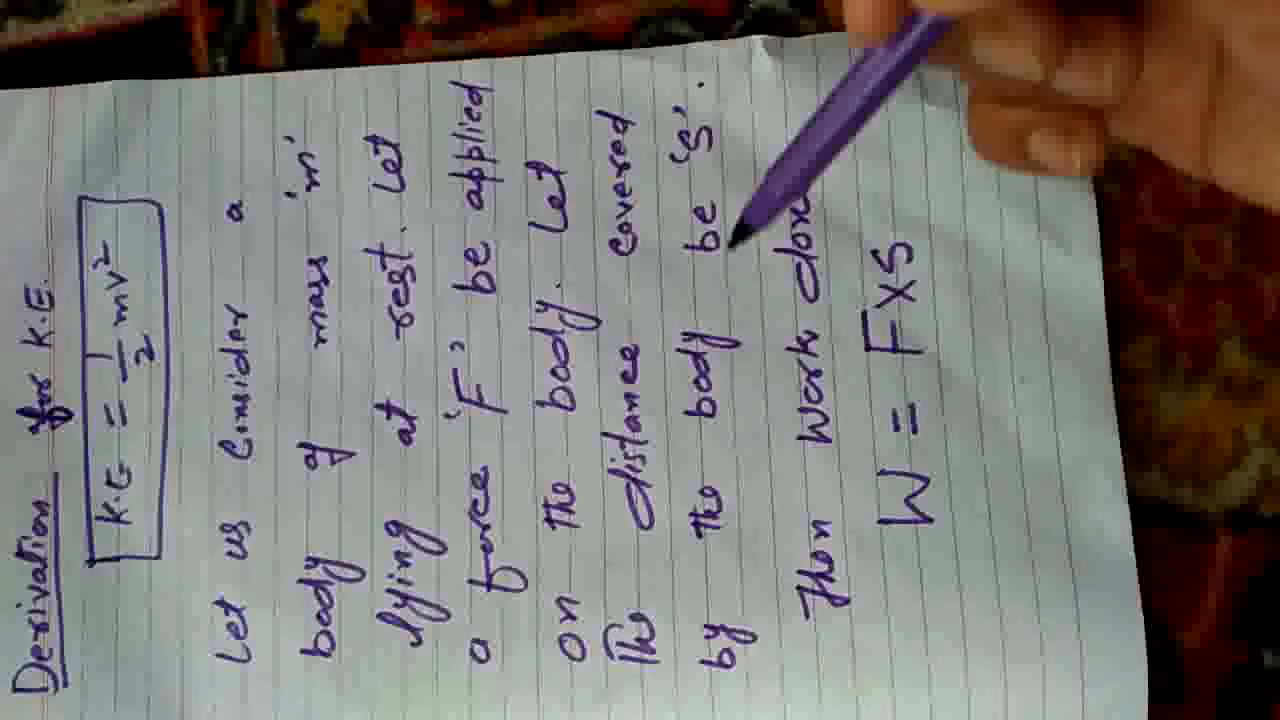 Derivation for K.E.
K.E = 1/2 mv²
Let us Consider a
body of mass 'm'
lying at rest. Let
a force 'F' be applied
on the body. Let
The distance covered
by the body be 'S'.
Then work done
W = F×S